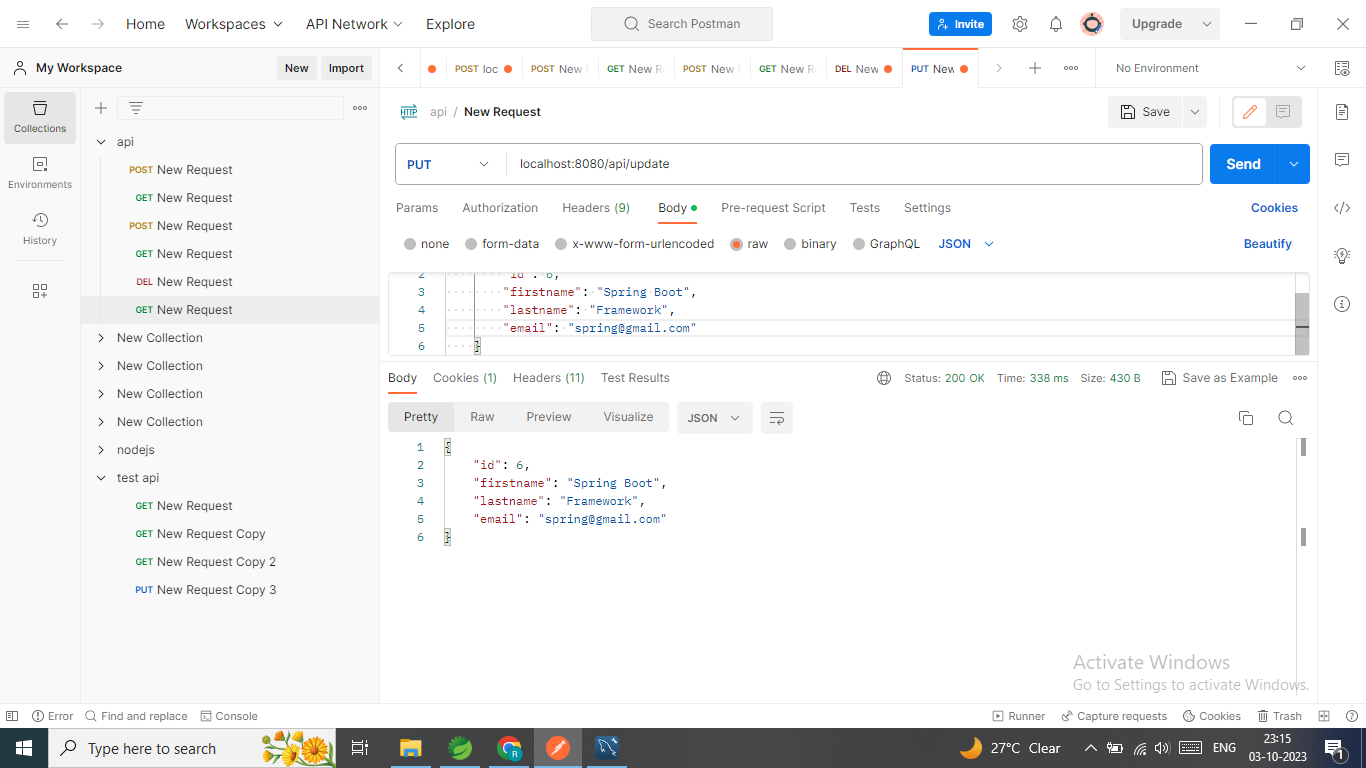 Home Workspaces API Network Explore Search Postman Invite Upgrade
My Workspace New Import POST loc POST New GET New R POST New GET New R DEL New PUT New No Environment
Collections
Environments
History
api
POST New Request
GET New Request
POST New Request
GET New Request
DEL New Request
GET New Request
New Collection
New Collection
New Collection
New Collection
nodejs
test api
GET New Request
GET New Request Copy
GET New Request Copy 2
PUT New Request Copy 3
HTTP api / New Request Save
PUT localhost:8080/api/update Send
Params Authorization Headers (9) Body Pre-request Script Tests Settings Cookies
none form-data x-www-form-urlencoded raw binary GraphQL JSON Beautify
2 "id": 6,
3 "firstname": "Spring Boot",
4 "lastname": "Framework",
5 "email": "spring@gmail.com"
6 }
Body Cookies (1) Headers (11) Test Results Status: 200 OK Time: 338 ms Size: 430 B Save as Example
Pretty Raw Preview Visualize JSON
1 {
2 "id": 6,
3 "firstname": "Spring Boot",
4 "lastname": "Framework",
5 "email": "spring@gmail.com"
6 }
Activate Windows
Go to Settings to activate Windows.
Error Find and replace Console Runner Capture requests Cookies Trash
Type here to search 27°C Clear ENG 23:15
03-10-2023 1